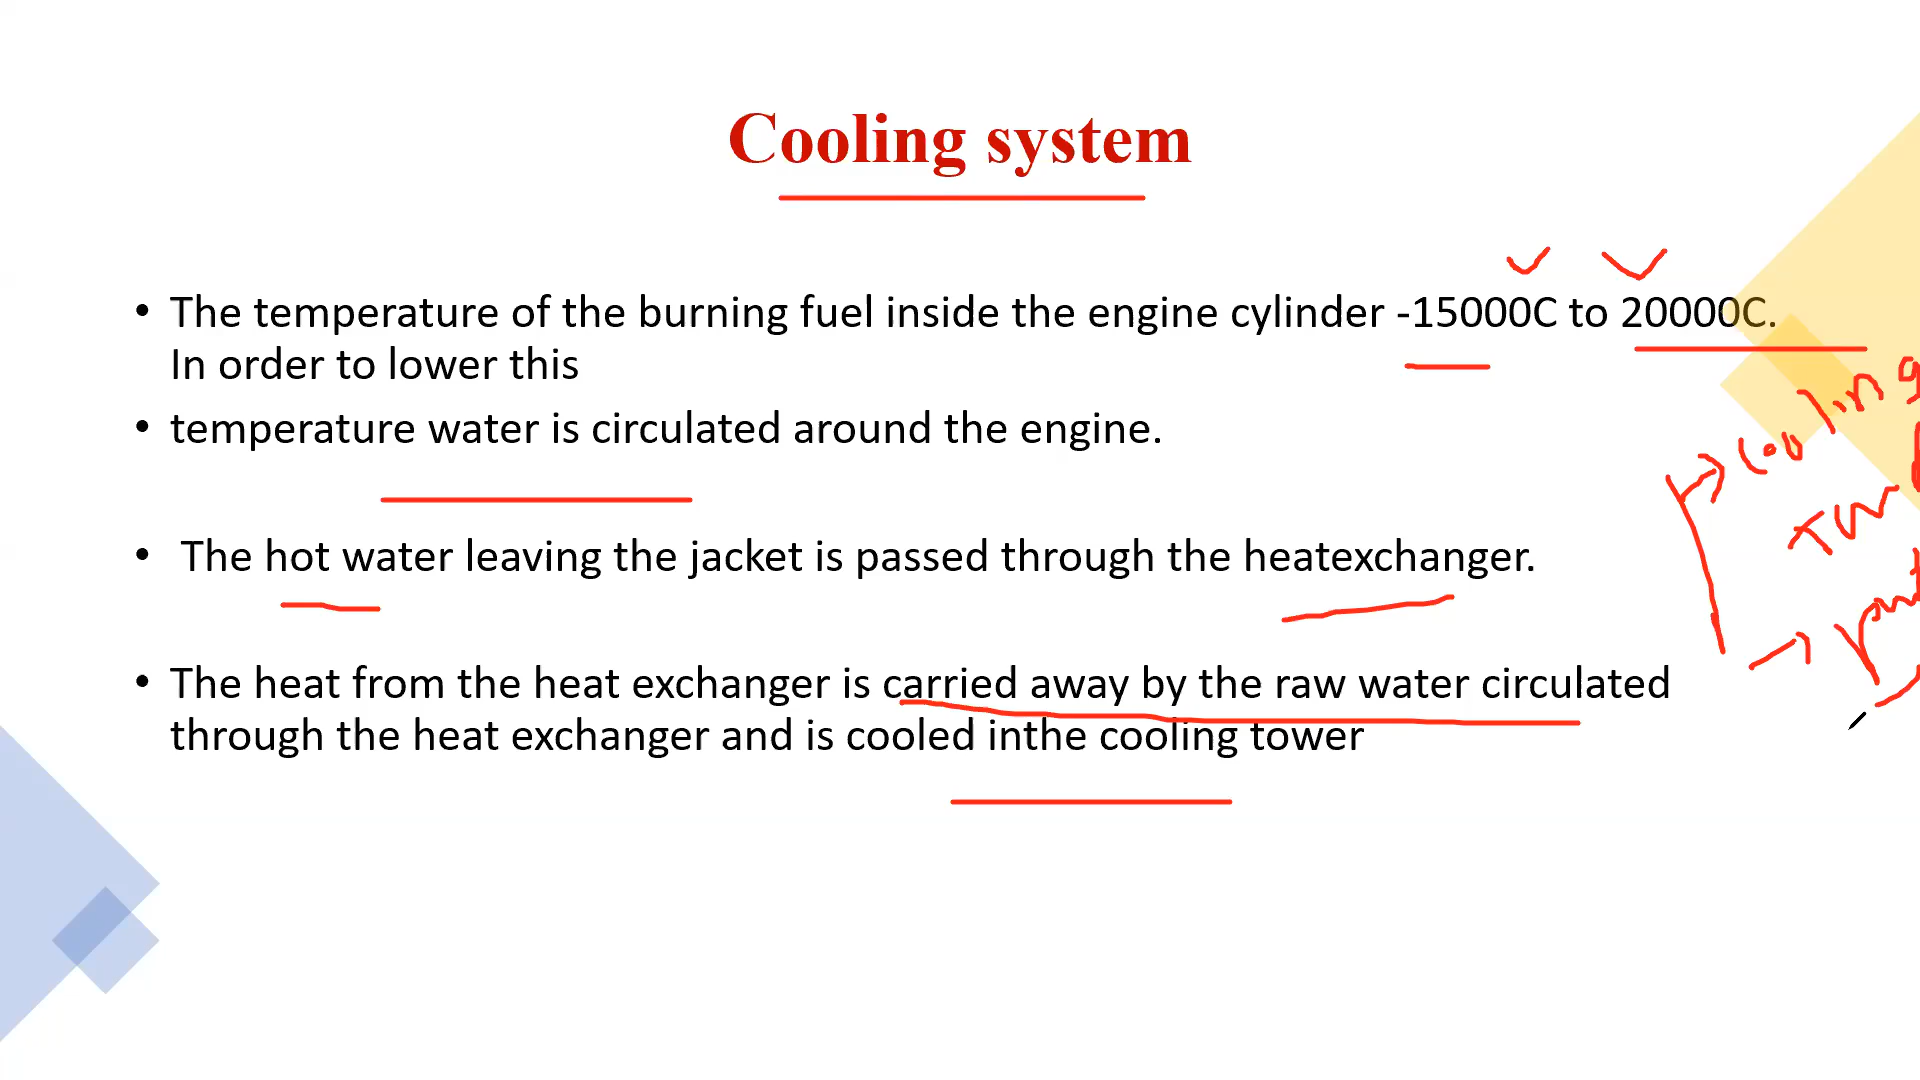 Cooling system
• The temperature of the burning fuel inside the engine cylinder -15000C to 20000C.
In order to lower this
• temperature water is circulated around the engine.
• The hot water leaving the jacket is passed through the heatexchanger.
• The heat from the heat exchanger is carried away by the raw water circulated
through the heat exchanger and is cooled inthe cooling tower
cooling